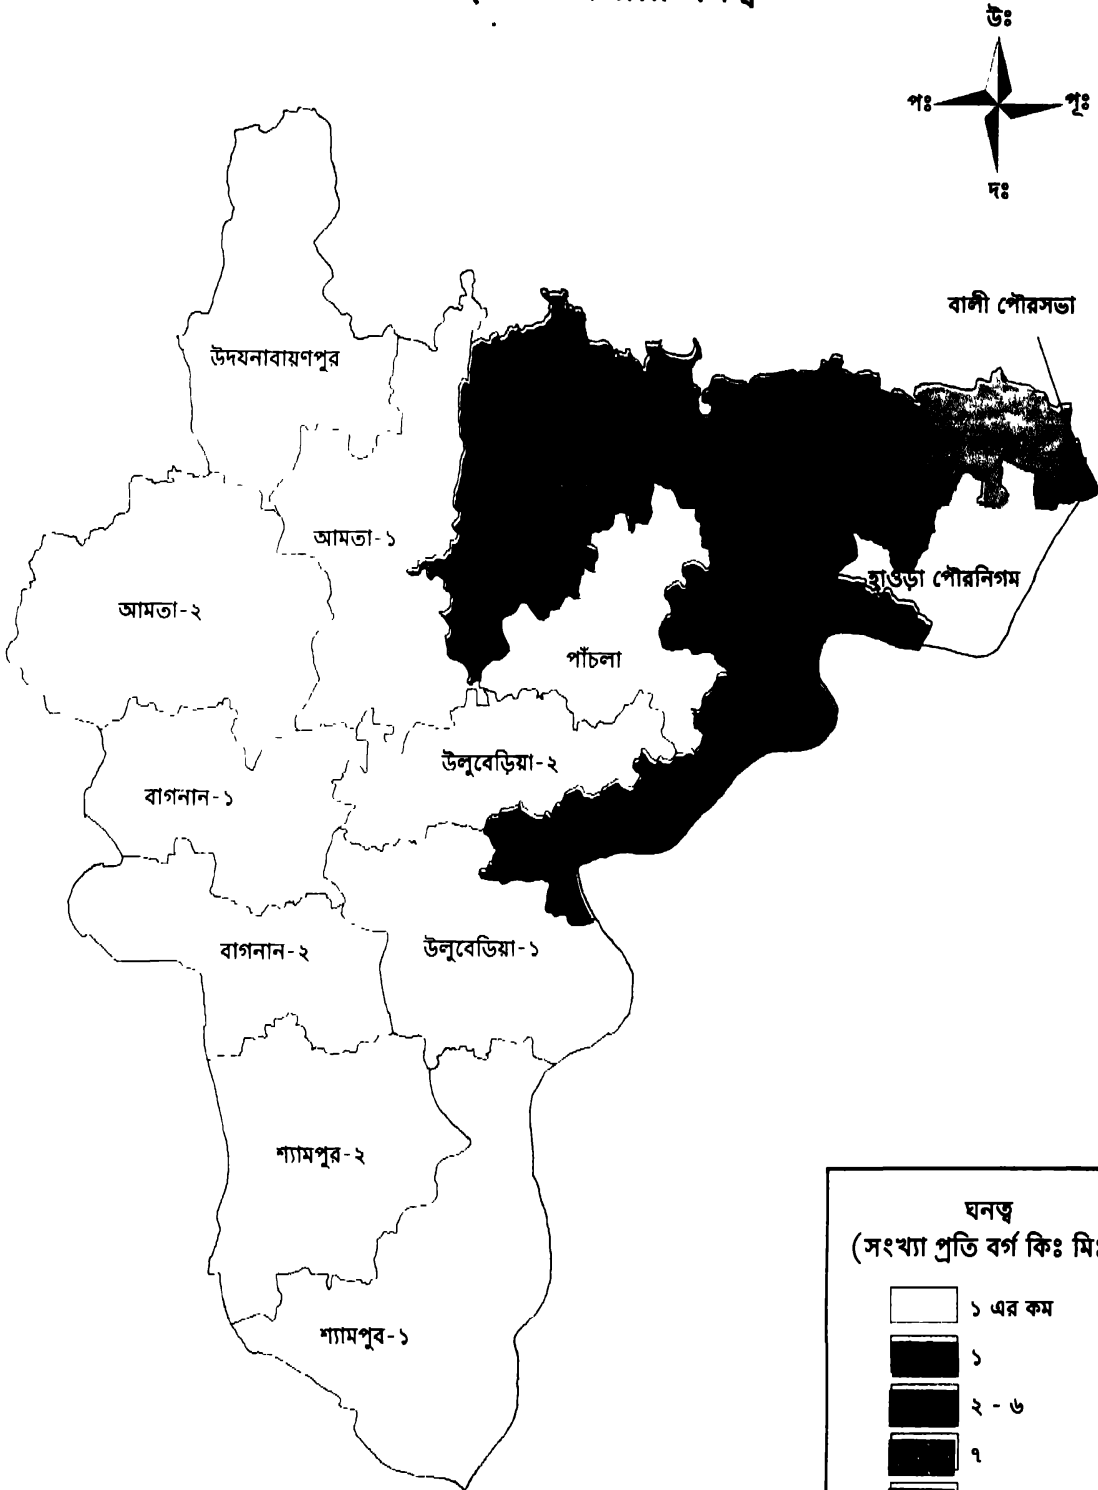 উঃ
পঃ
পূঃ
দঃ
বালী পৌরসভা
উদযনাবায়ণপুর
আমতা-১
হাওড়া পৌরনিগম
আমতা-২
পাঁচলা
উলুবেড়িয়া-২
বাগনান-১
বাগনান-২
উলুবেডিয়া-১
শ্যামপুর-২
শ্যামপুব-১
ঘনত্ব
(সংখ্যা প্রতি বর্গ কিঃ মিঃ
১ এর কম
১
২ - ৬
৭